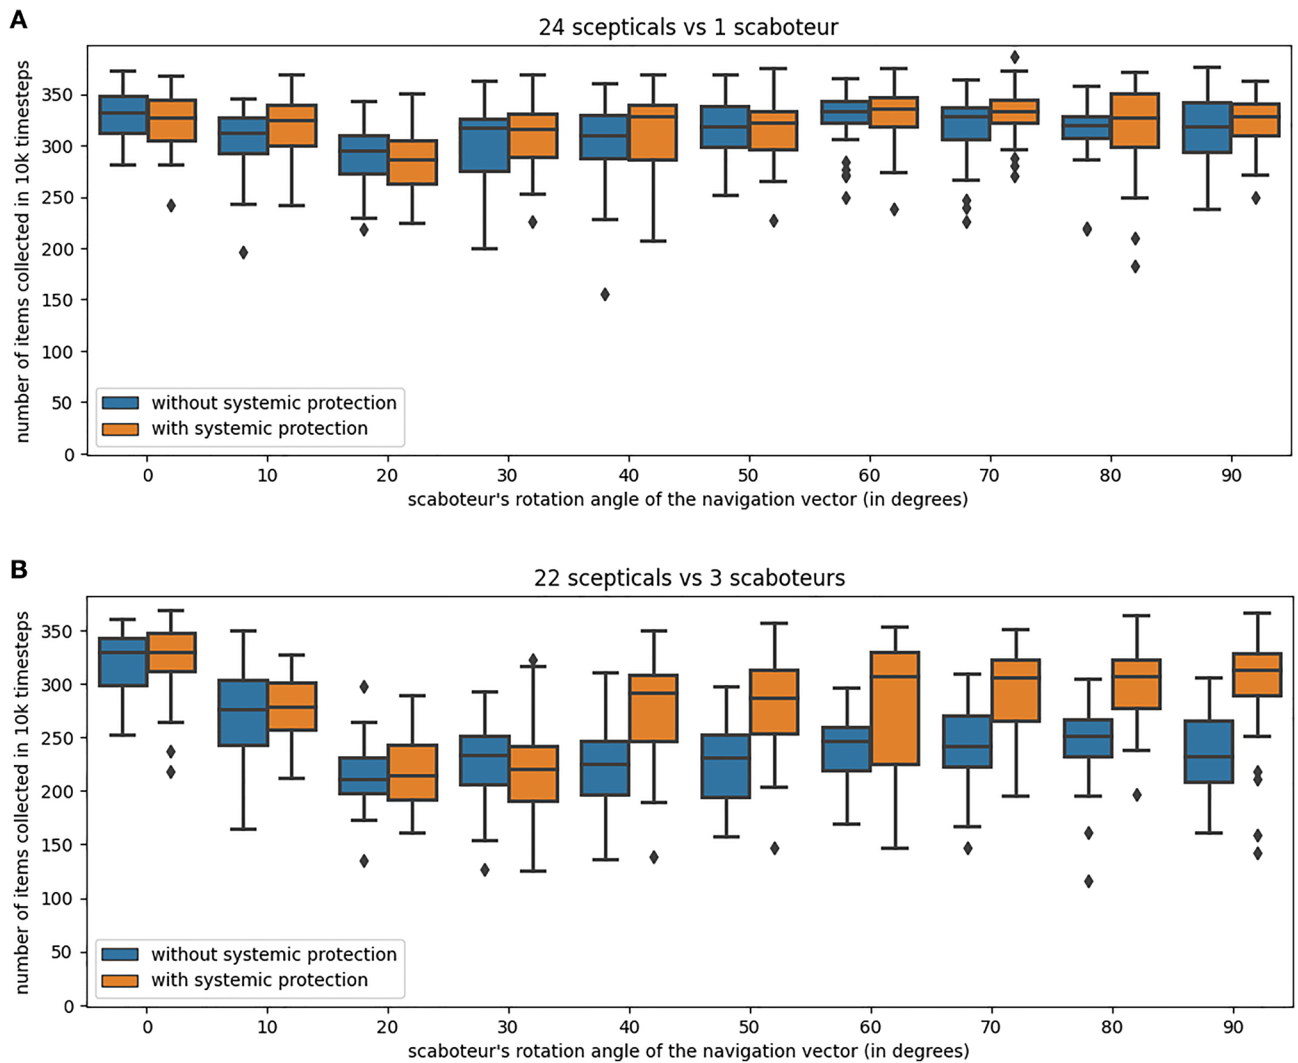 A
24 scepticals vs 1 scaboteur
number of items collected in 10k timesteps
350
300
250
200
150
100
50
0
without systemic protection
with systemic protection
0 10 20 30 40 50 60 70 80 90
scaboteur's rotation angle of the navigation vector (in degrees)
B
22 scepticals vs 3 scaboteurs
number of items collected in 10k timesteps
350
300
250
200
150
100
50
0
without systemic protection
with systemic protection
0 10 20 30 40 50 60 70 80 90
scaboteur's rotation angle of the navigation vector (in degrees)